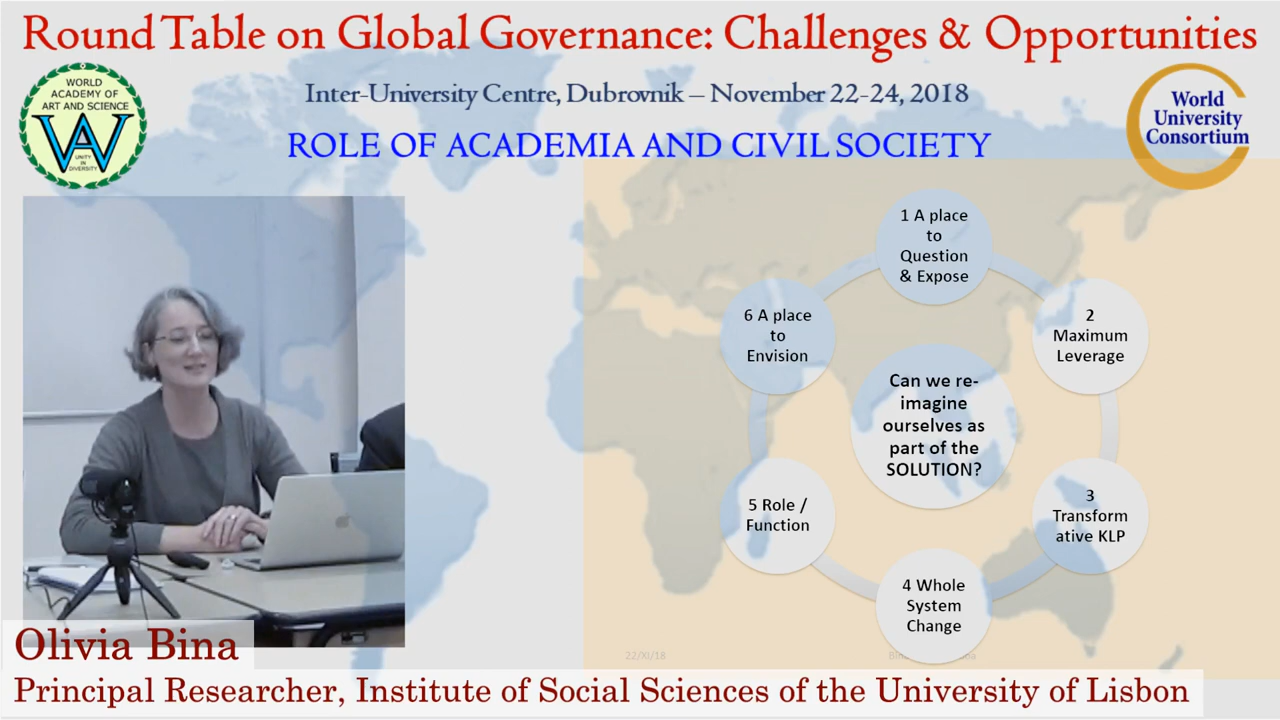 Round Table on Global Governance: Challenges & Opportunities
WORLD
ACADEMY OF
ART AND SCIENCE
WA
UNITY
IN
DIVERSITY
Inter-University Centre, Dubrovnik – November 22-24, 2018
ROLE OF ACADEMIA AND CIVIL SOCIETY
World
University
Consortium
1 A place
to
Question
& Expose
2
Maximum
Leverage
3
Transform
ative KLP
4 Whole
System
Change
5 Role /
Function
6 A place
to
Envision
Can we re-
imagine
ourselves as
part of the
SOLUTION?
22/XI/18
Olivia Bina
Principal Researcher, Institute of Social Sciences of the University of Lisbon